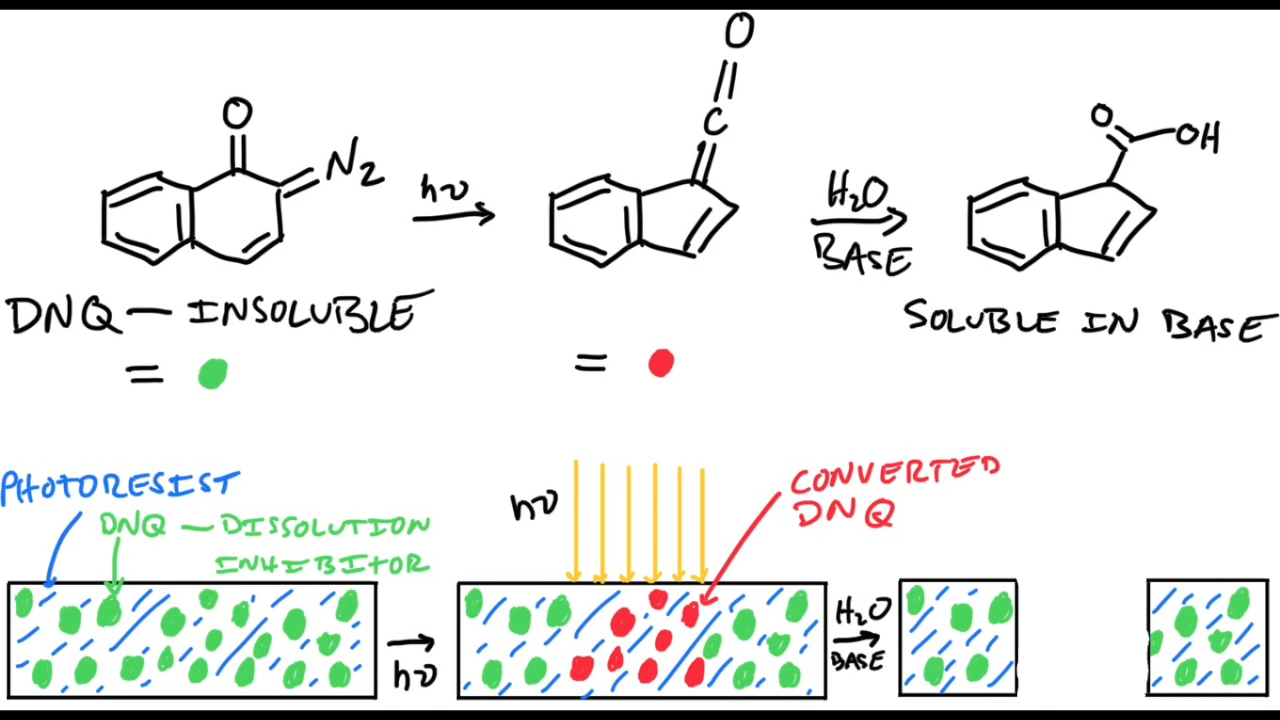 O
N2
hν
DNQ — INSOLUBLE
=
O
C
=
H2O
BASE
O
OH
SOLUBLE IN BASE
PHOTORESIST
DNQ — DISSOLUTION
INHIBITOR
hν
hν
CONVERTED
DNQ
H2O
BASE